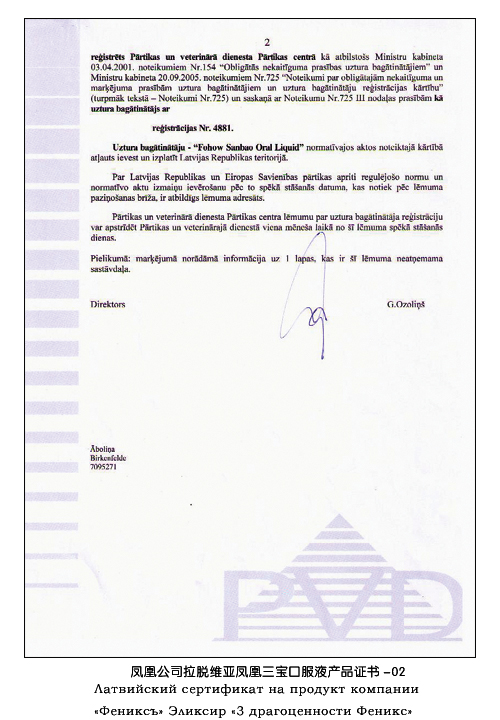 2
reģistrēts Pārtikas un veterinārā dienesta Pārtikas centrā kā atbilstošs Ministru kabineta
03.04.2001. noteikumiem Nr.154 “Obligātās nekaitīguma prasības uztura bagātinātājiem” un
Ministru kabineta 20.09.2005. noteikumiem Nr.725 “Noteikumi par obligātajām nekaitīguma un
marķējuma prasībām uztura bagātinātājiem un uztura bagātinātāju reģistrācijas kārtību”
(turpmāk tekstā – Noteikumi Nr.725) un saskaņā ar Noteikumu Nr.725 III nodaļas prasībām kā
uztura bagātinātājs ar
reģistrācijas Nr. 4881.
Uztura bagātinātāju - “Fohow Sanbao Oral Liquid” normatīvajos aktos noteiktajā kārtībā
atļauts ievest un izplatīt Latvijas Republikas teritorijā.
Par Latvijas Republikas un Eiropas Savienības pārtikas apriti regulējošo normu un
normatīvo aktu izmaiņu ievērošanu pēc to spēkā stāšanās datuma, kas notiek pēc lēmuma
paziņošanas brīža, ir atbildīgs lēmuma adresāts.
Pārtikas un veterinārā dienesta Pārtikas centra lēmumu par uztura bagātinātāja reģistrāciju
var apstrīdēt Pārtikas un veterinārajā dienestā viena mēneša laikā no šī lēmuma spēkā stāšanās
dienas.
Pielikumā: marķējumā norādāmā informācija uz 1 lapas, kas ir šī lēmuma neatņemama
sastāvdaļa.
Direktors G.Ozoliņš
Āboliņa
Birkenfelde
7095271
PVD
凤凰公司拉脱维亚凤凰三宝口服液产品证书 -02
Латвийский сертификат на продукт компании
«Фениксъ» Эликсир «3 драгоценности Феникс»